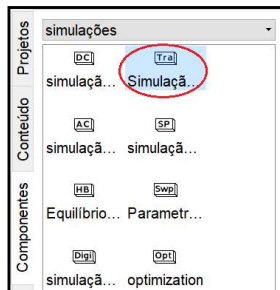 Projetos
Conteúdo
Componentes
simulações
DC Tra
simulaçã... Simulaçã...
AC SP
simulaçã... simulaçã...
HB Swp
Equilíbrio... Parametr...
Digi Opt
simulaçã... optimization